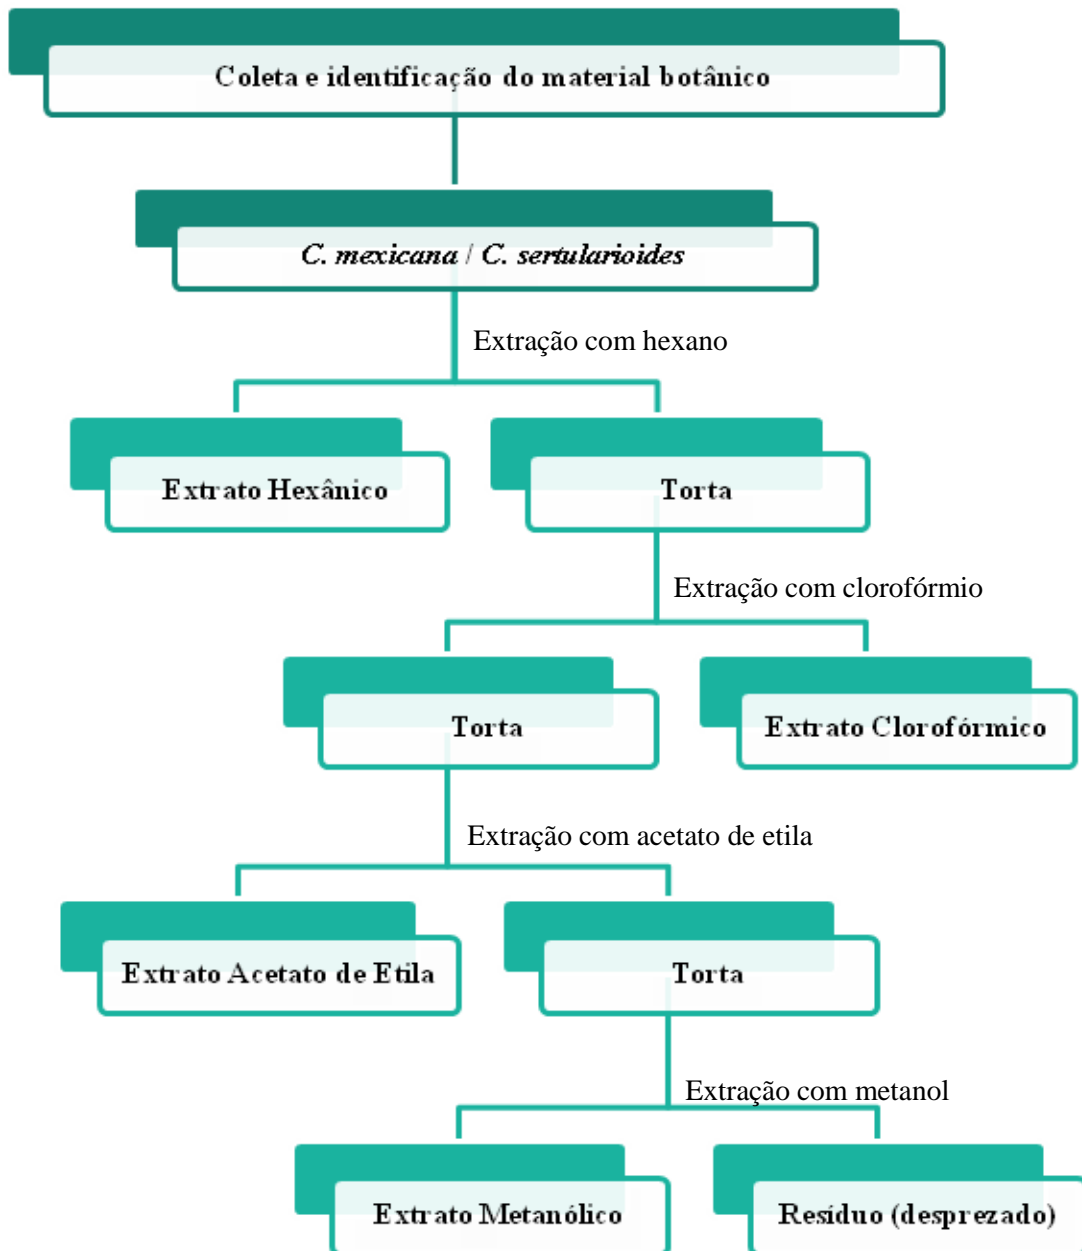 Coleta e identificação do material botânico
C. mexicana / C. sertularioides
Extração com hexano
Extrato Hexânico
Torta
Extração com clorofórmio
Torta
Extrato Clorofórmico
Extração com acetato de etila
Extrato Acetato de Etila
Torta
Extração com metanol
Extrato Metanólico
Resíduo (desprezado)